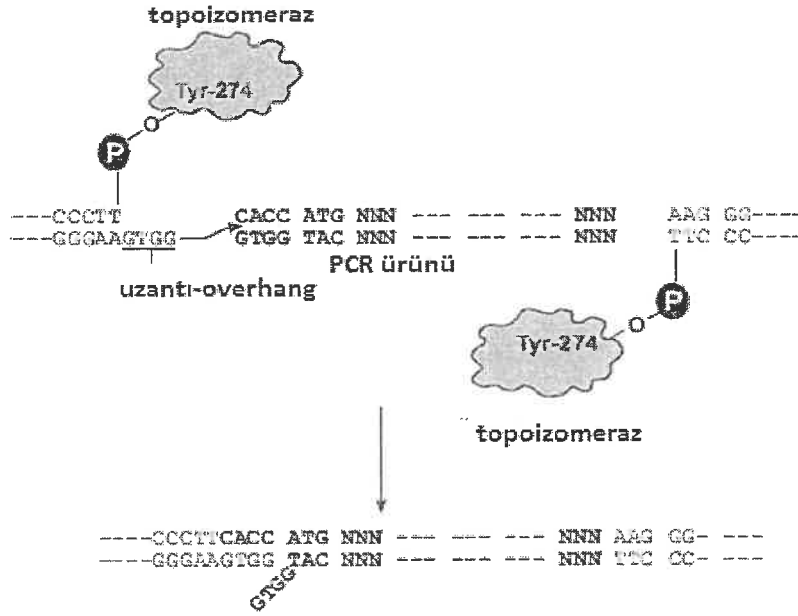 topoizomeraz
Tyr-274
O
P
----CCCTT CACC ATG NNN --- --- --- --- NNN AAG GG----
----GGGAAGTGG GTGG TAC NNN --- --- --- --- NNN TTC CC----
PCR ürünü
uzantı-overhang
P
O
Tyr-274
topoizomeraz
----CCCTTCACC ATG NNN --- --- --- --- NNN AAG GG- ----
----GGGAAGTGG TAC NNN --- --- --- --- NNN TTC CC- ----
GTGG